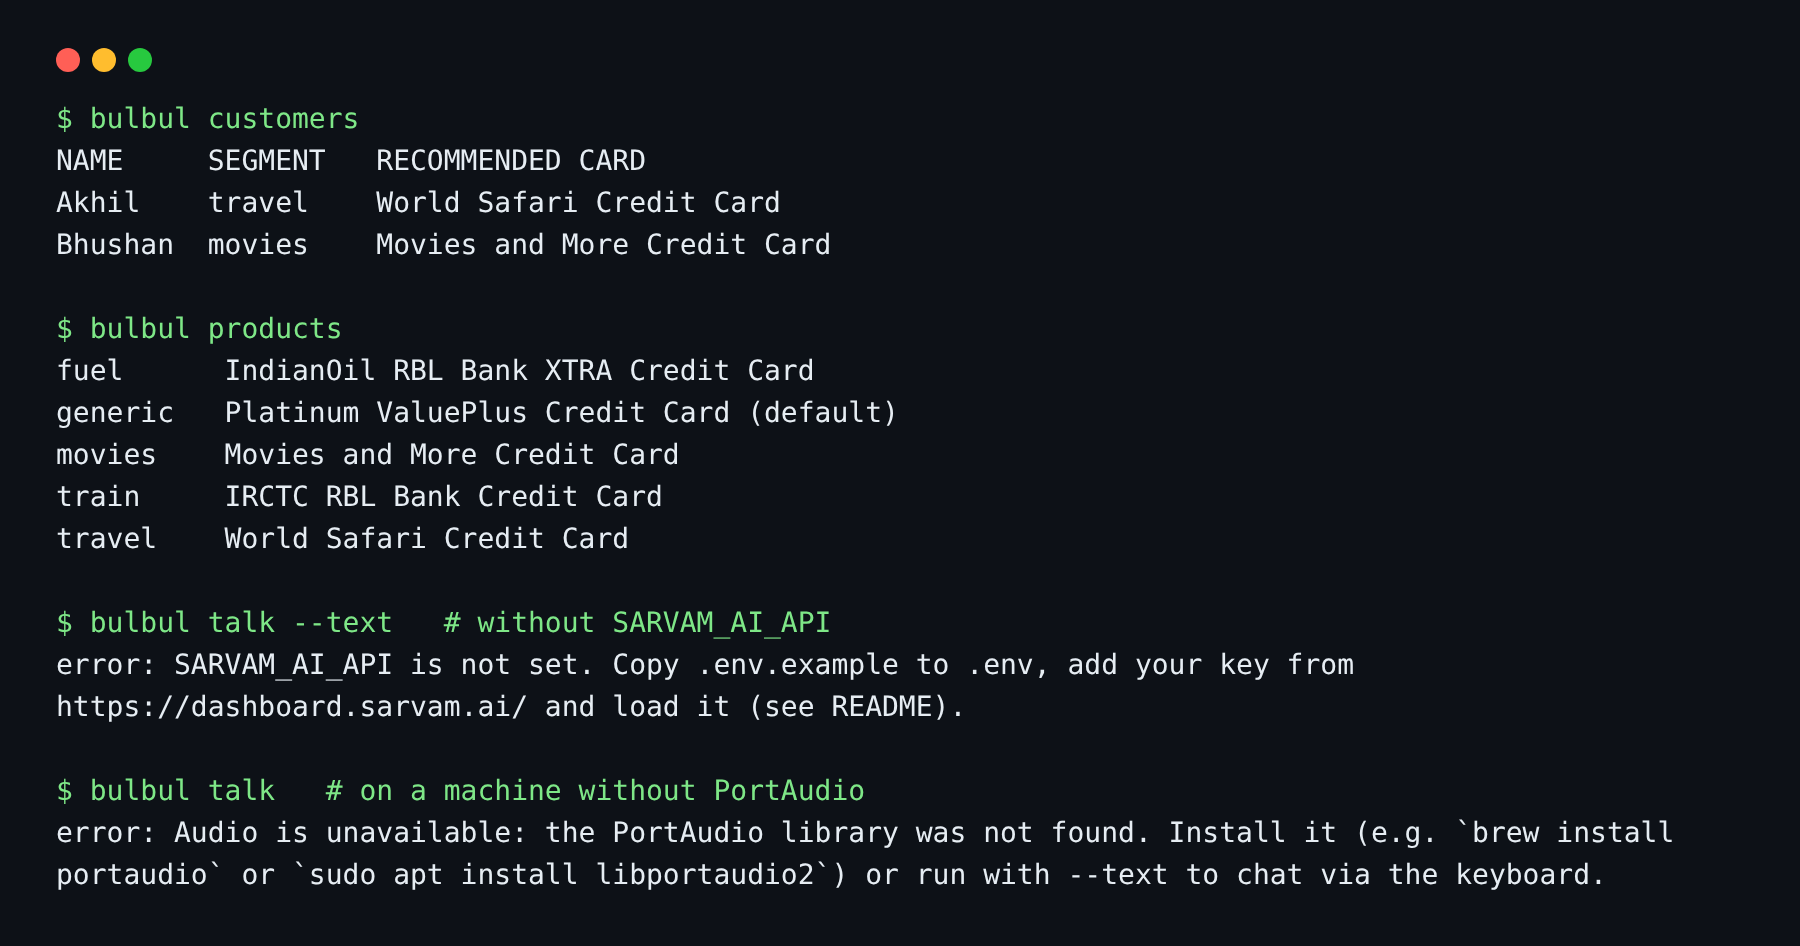 $ bulbul customers
NAME     SEGMENT   RECOMMENDED CARD
Akhil    travel    World Safari Credit Card
Bhushan  movies    Movies and More Credit Card

$ bulbul products
fuel      IndianOil RBL Bank XTRA Credit Card
generic   Platinum ValuePlus Credit Card (default)
movies    Movies and More Credit Card
train     IRCTC RBL Bank Credit Card
travel    World Safari Credit Card

$ bulbul talk --text   # without SARVAM_AI_API
error: SARVAM_AI_API is not set. Copy .env.example to .env, add your key from
https://dashboard.sarvam.ai/ and load it (see README).

$ bulbul talk   # on a machine without PortAudio
error: Audio is unavailable: the PortAudio library was not found. Install it (e.g. `brew install
portaudio` or `sudo apt install libportaudio2`) or run with --text to chat via the keyboard.